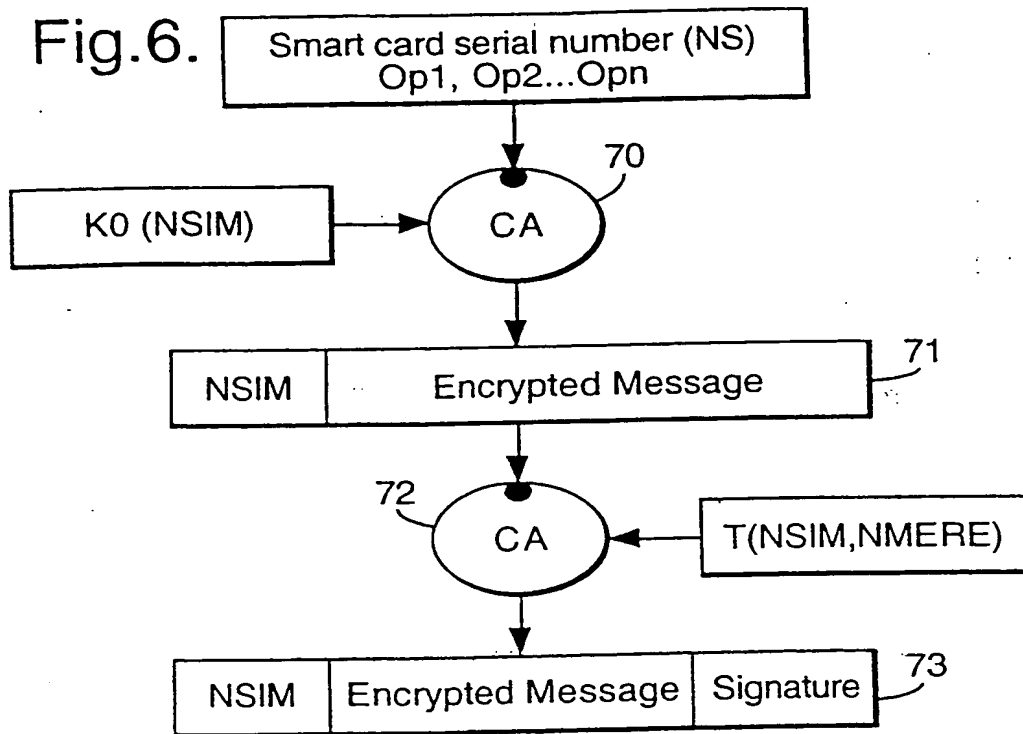 Fig.6.
Smart card serial number (NS)
Op1, Op2...Opn
70
K0 (NSIM)
CA
71
NSIM
Encrypted Message
72
CA
T(NSIM,NMERE)
73
NSIM
Encrypted Message
Signature